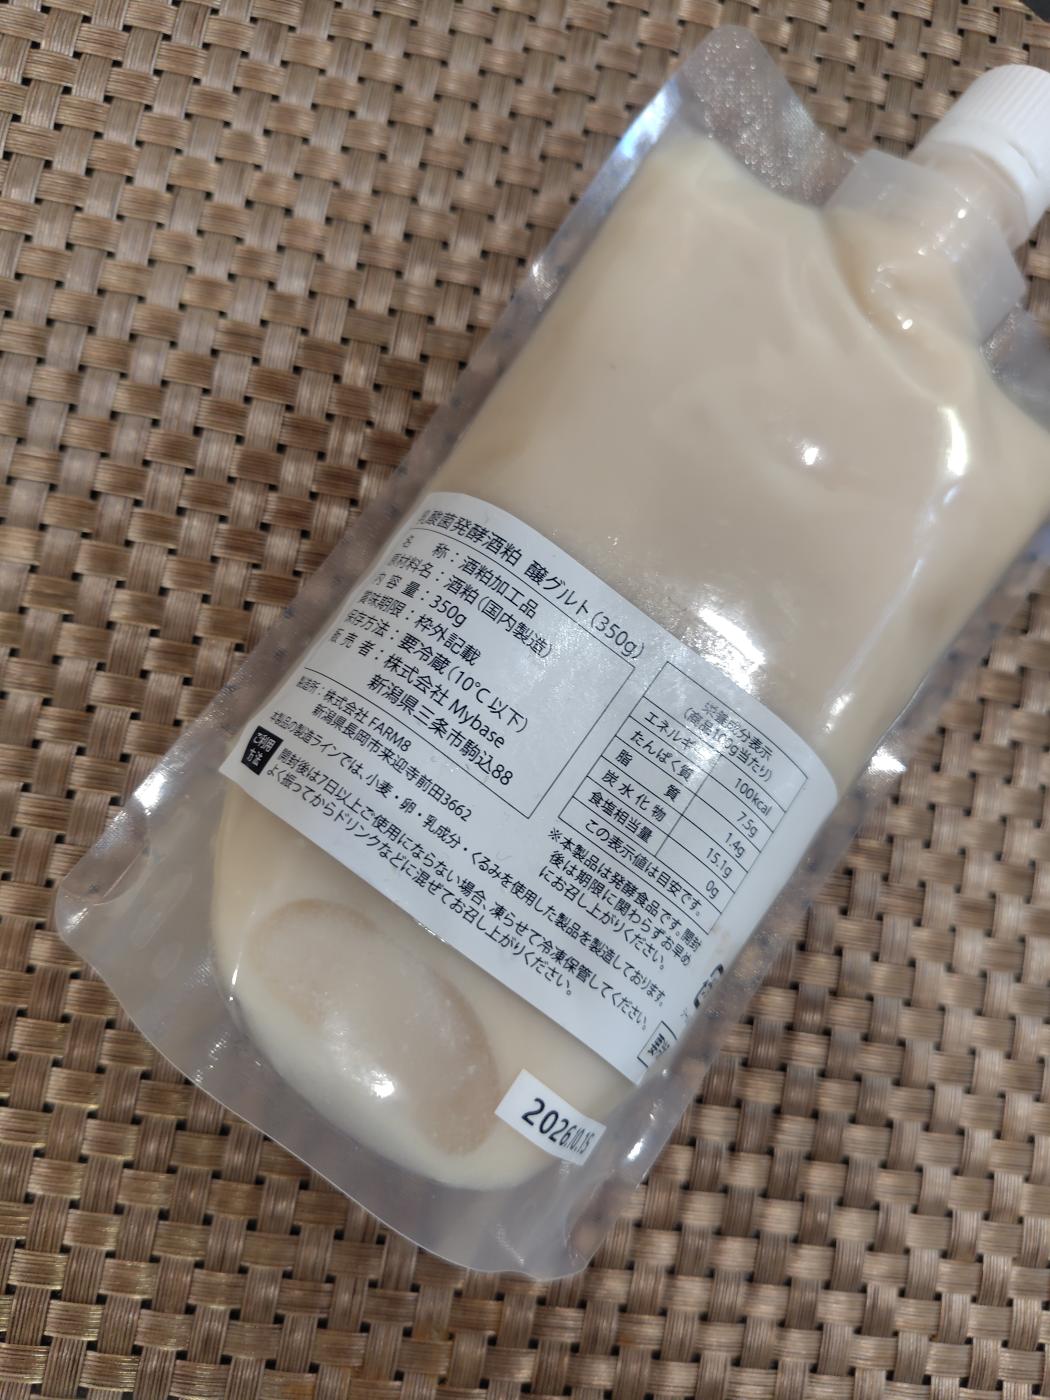 乳酸菌発酵酒粕 醸グルト(350g)
名称：酒粕加工品
原材料名：酒粕(国内製造)
内容量：350g
賞味期限：枠外記載
保存方法：要冷蔵(10℃以下)
販売者：株式会社 Mybase
新潟県三条市駒込88
製造所：株式会社 FARM8
新潟県長岡市来迎寺前田3662
本製品の製造ラインでは、小麦・卵・乳成分・くるみを使用した製品を製造しております。
ご利用方法
開封後は7日以上ご使用にならない場合、凍らせて冷凍保管してください。
よく振ってからドリンクなどに混ぜてお召し上がりください。
栄養成分表示
(食品100g当たり)
エネルギー 100kcal
たんぱく質 7.5g
脂質 1.4g
炭水化物 15.1g
食塩相当量 0g
この表示値は目安です。
※本製品は発酵食品です。開封
後は期限に関わらずお早め
にお召し上がりください。
2026.10.15